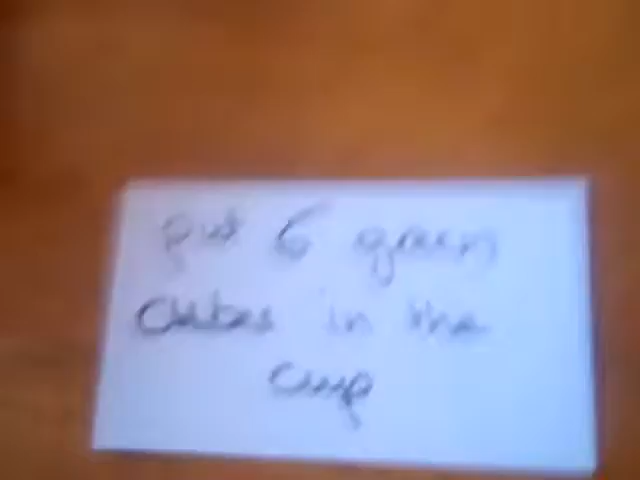 put 6 green
cubes in the
cup